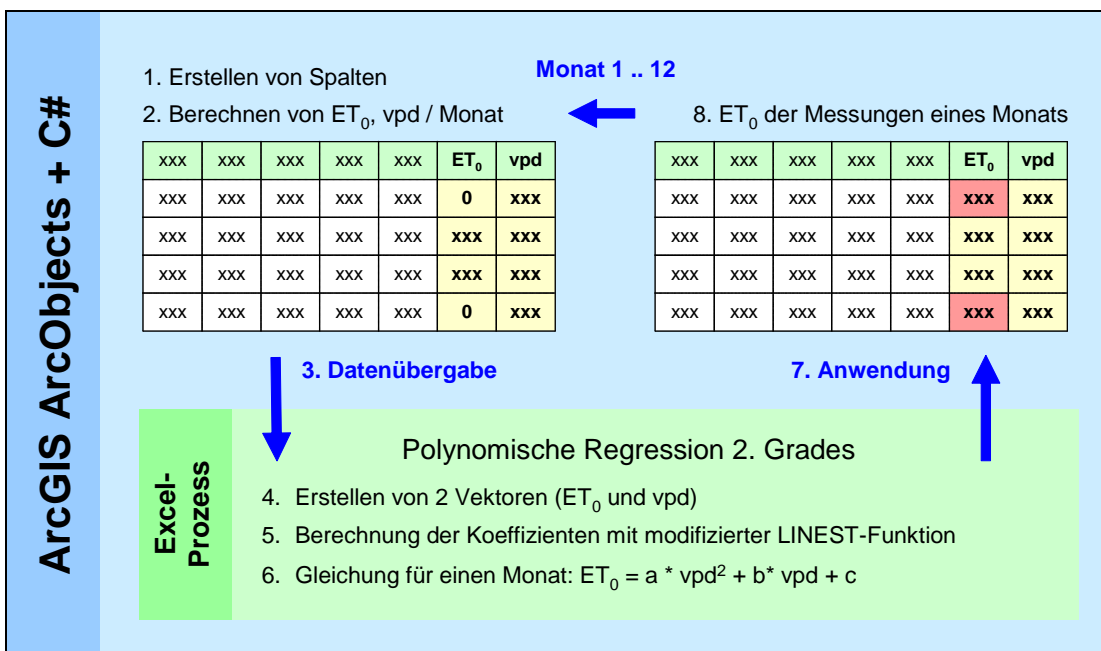 ArcGIS ArcObjects + C#
1. Erstellen von Spalten
Monat 1 .. 12
2. Berechnen von ET0, vpd / Monat
8. ET0 der Messungen eines Monats
xxx xxx xxx xxx xxx ET0 vpd
xxx xxx xxx xxx xxx 0 xxx
xxx xxx xxx xxx xxx xxx xxx
xxx xxx xxx xxx xxx xxx xxx
xxx xxx xxx xxx xxx 0 xxx
xxx xxx xxx xxx xxx ET0 vpd
xxx xxx xxx xxx xxx xxx xxx
xxx xxx xxx xxx xxx xxx xxx
xxx xxx xxx xxx xxx xxx xxx
xxx xxx xxx xxx xxx xxx xxx
3. Datenübergabe
7. Anwendung
Excel-
Prozess
Polynomische Regression 2. Grades
4. Erstellen von 2 Vektoren (ET0 und vpd)
5. Berechnung der Koeffizienten mit modifizierter LINEST-Funktion
6. Gleichung für einen Monat: ET0 = a * vpd² + b* vpd + c